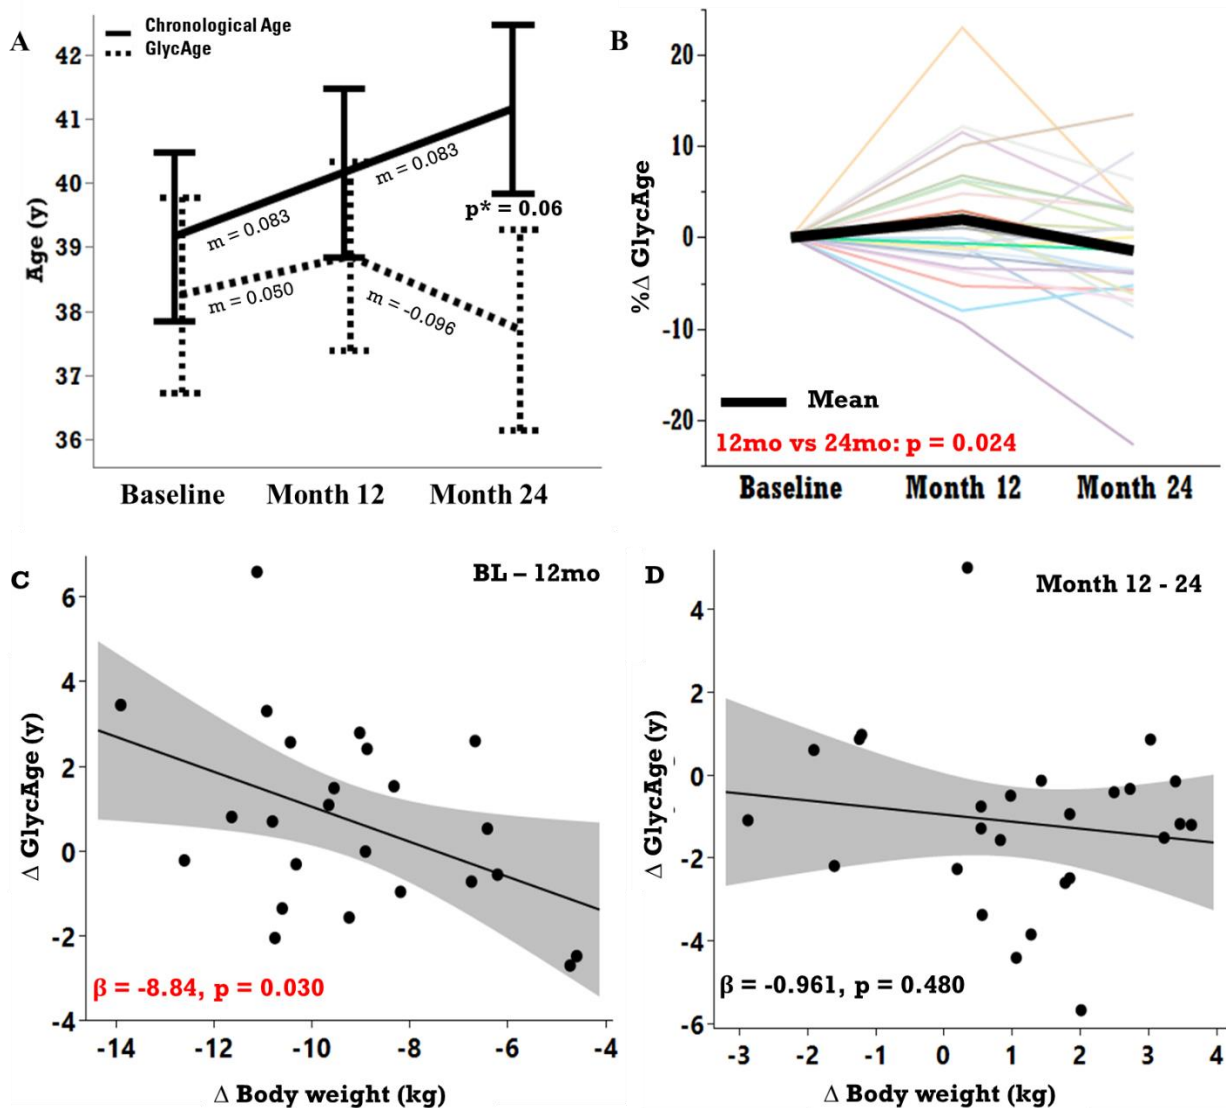 A
Chronological Age
GlycAge
Age (y)
42
41
40
39
38
37
36
m = 0.083
m = 0.083
m = 0.050
m = -0.096
p* = 0.06
Baseline Month 12 Month 24
B
%Δ GlycAge
20
10
0
-10
-20
Mean
12mo vs 24mo: p = 0.024
Baseline Month 12 Month 24
C
BL – 12mo
Δ GlycAge (y)
6
4
2
0
-2
-4
β = -8.84, p = 0.030
-14 -12 -10 -8 -6 -4
Δ Body weight (kg)
D
Month 12 - 24
Δ GlycAge (y)
4
2
0
-2
-4
-6
β = -0.961, p = 0.480
-3 -2 -1 0 1 2 3 4
Δ Body weight (kg)